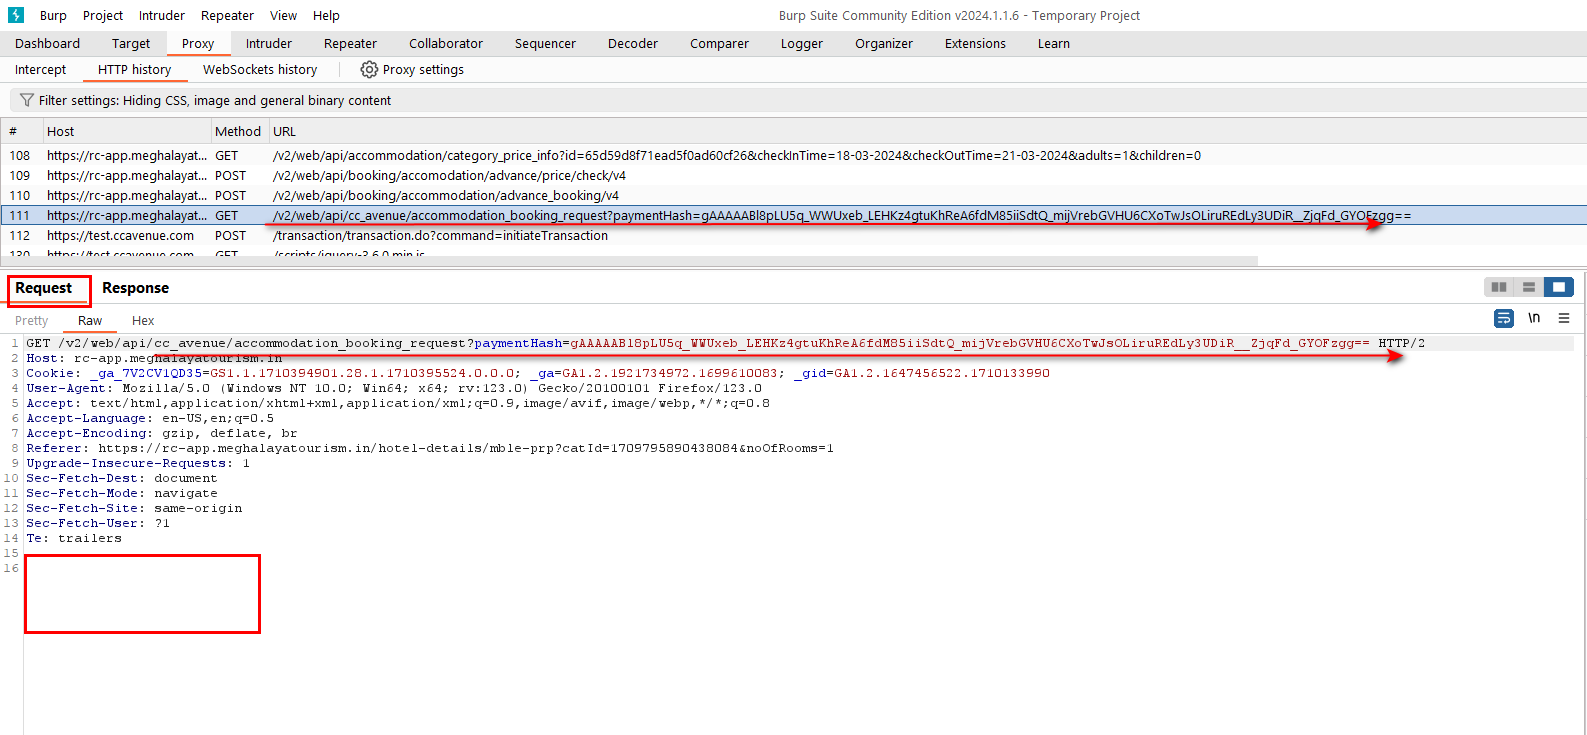 Burp Project Intruder Repeater View Help Burp Suite Community Edition v2024.1.1.6 - Temporary Project
Dashboard Target Proxy Intruder Repeater Collaborator Sequencer Decoder Comparer Logger Organizer Extensions Learn
Intercept HTTP history WebSockets history Proxy settings
Filter settings: Hiding CSS, image and general binary content
# Host Method URL
108 https://rc-app.meghalayat... GET /v2/web/api/accommodation/category_price_info?id=65d59d8f71ead5f0ad60cf26&checkInTime=18-03-2024&checkOutTime=21-03-2024&adults=1&children=0
109 https://rc-app.meghalayat... POST /v2/web/api/booking/accomodation/advance/price/check/v4
110 https://rc-app.meghalayat... POST /v2/web/api/booking/accommodation/advance_booking/v4
111 https://rc-app.meghalayat... GET /v2/web/api/cc_avenue/accommodation_booking_request?paymentHash=gAAAAABl8pLU5q_WWUxeb_LEHKz4gtuKhReA6fdM85iiSdtQ_mijVrebGVHU6CXoTwJsOLiruREdLy3UDiR__ZjqFd_GYOFzgg==
112 https://test.ccavenue.com POST /transaction/transaction.do?command=initiateTransaction
130 https://test.ccavenue.com GET /scripts/jquery-3.6.0.min.js
Request Response
Pretty Raw Hex \n
1 GET /v2/web/api/cc_avenue/accommodation_booking_request?paymentHash=gAAAAABl8pLU5q_WWUxeb_LEHKz4gtuKhReA6fdM85iiSdtQ_mijVrebGVHU6CXoTwJsOLiruREdLy3UDiR__ZjqFd_GYOFzgg== HTTP/2
2 Host: rc-app.meghalayatourism.in
3 Cookie: _ga_7V2CV1QD35=GS1.1.1710394901.28.1.1710395524.0.0.0; _ga=GA1.2.1921734972.1699610083; _gid=GA1.2.1647456522.1710133990
4 User-Agent: Mozilla/5.0 (Windows NT 10.0; Win64; x64; rv:123.0) Gecko/20100101 Firefox/123.0
5 Accept: text/html,application/xhtml+xml,application/xml;q=0.9,image/avif,image/webp,*/*;q=0.8
6 Accept-Language: en-US,en;q=0.5
7 Accept-Encoding: gzip, deflate, br
8 Referer: https://rc-app.meghalayatourism.in/hotel-details/mble-prp?catId=1709795890438084&noOfRooms=1
9 Upgrade-Insecure-Requests: 1
10 Sec-Fetch-Dest: document
11 Sec-Fetch-Mode: navigate
12 Sec-Fetch-Site: same-origin
13 Sec-Fetch-User: ?1
14 Te: trailers
15
16